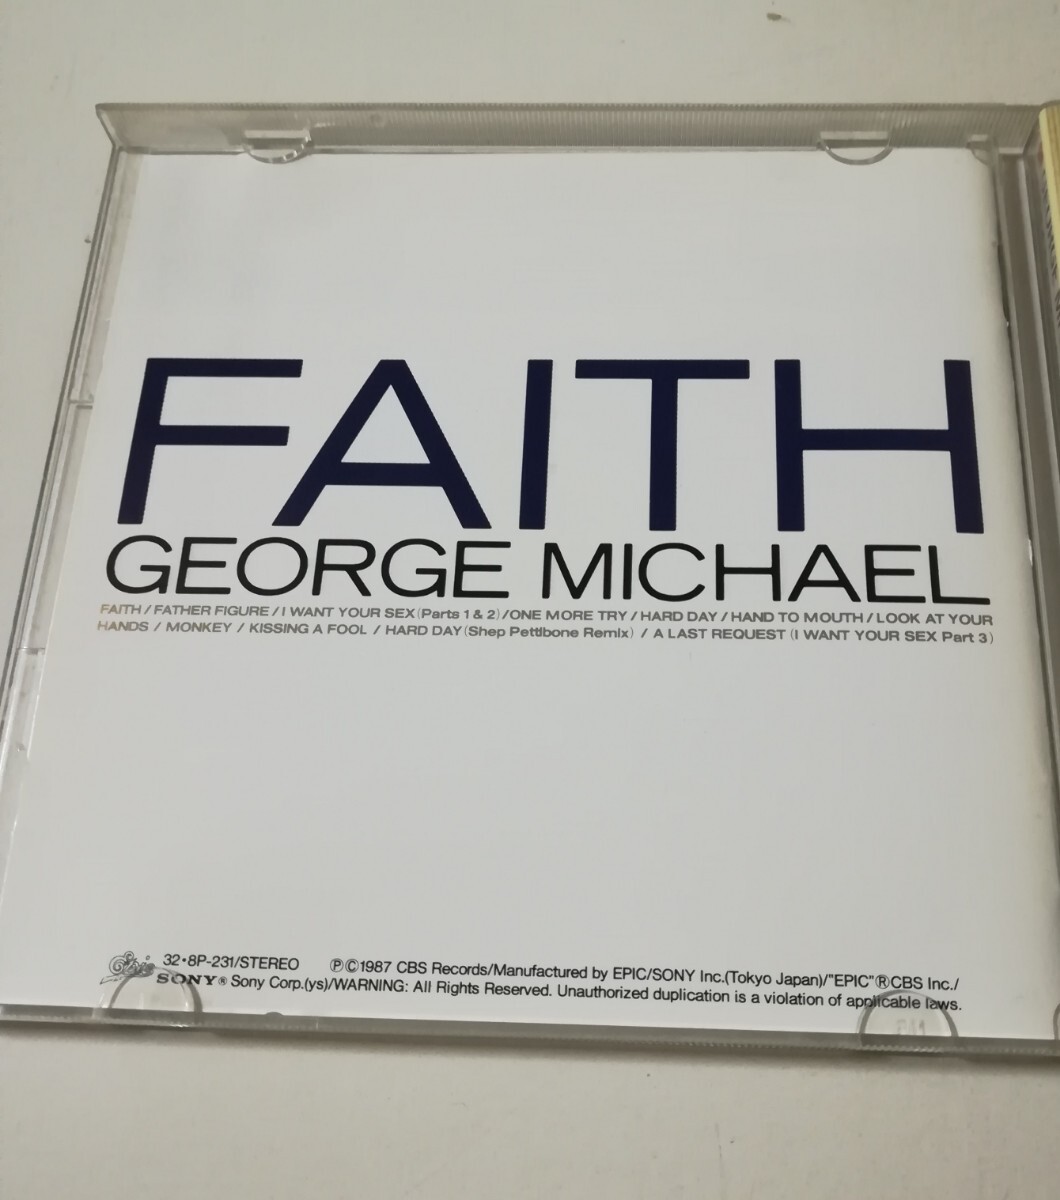 FAITH
GEORGE MICHAEL
FAITH / FATHER FIGURE / I WANT YOUR SEX (Parts 1 & 2) / ONE MORE TRY / HARD DAY / HAND TO MOUTH / LOOK AT YOUR
HANDS / MONKEY / KISSING A FOOL / HARD DAY (Shep Pettibone Remix) / A LAST REQUEST (I WANT YOUR SEX Part 3)
Epic 32・8P-231/STEREO ℗©1987 CBS Records/Manufactured by EPIC/SONY Inc.(Tokyo Japan)/"EPIC"®CBS Inc./
SONY® Sony Corp.(ys)/WARNING: All Rights Reserved. Unauthorized duplication is a violation of applicable laws.